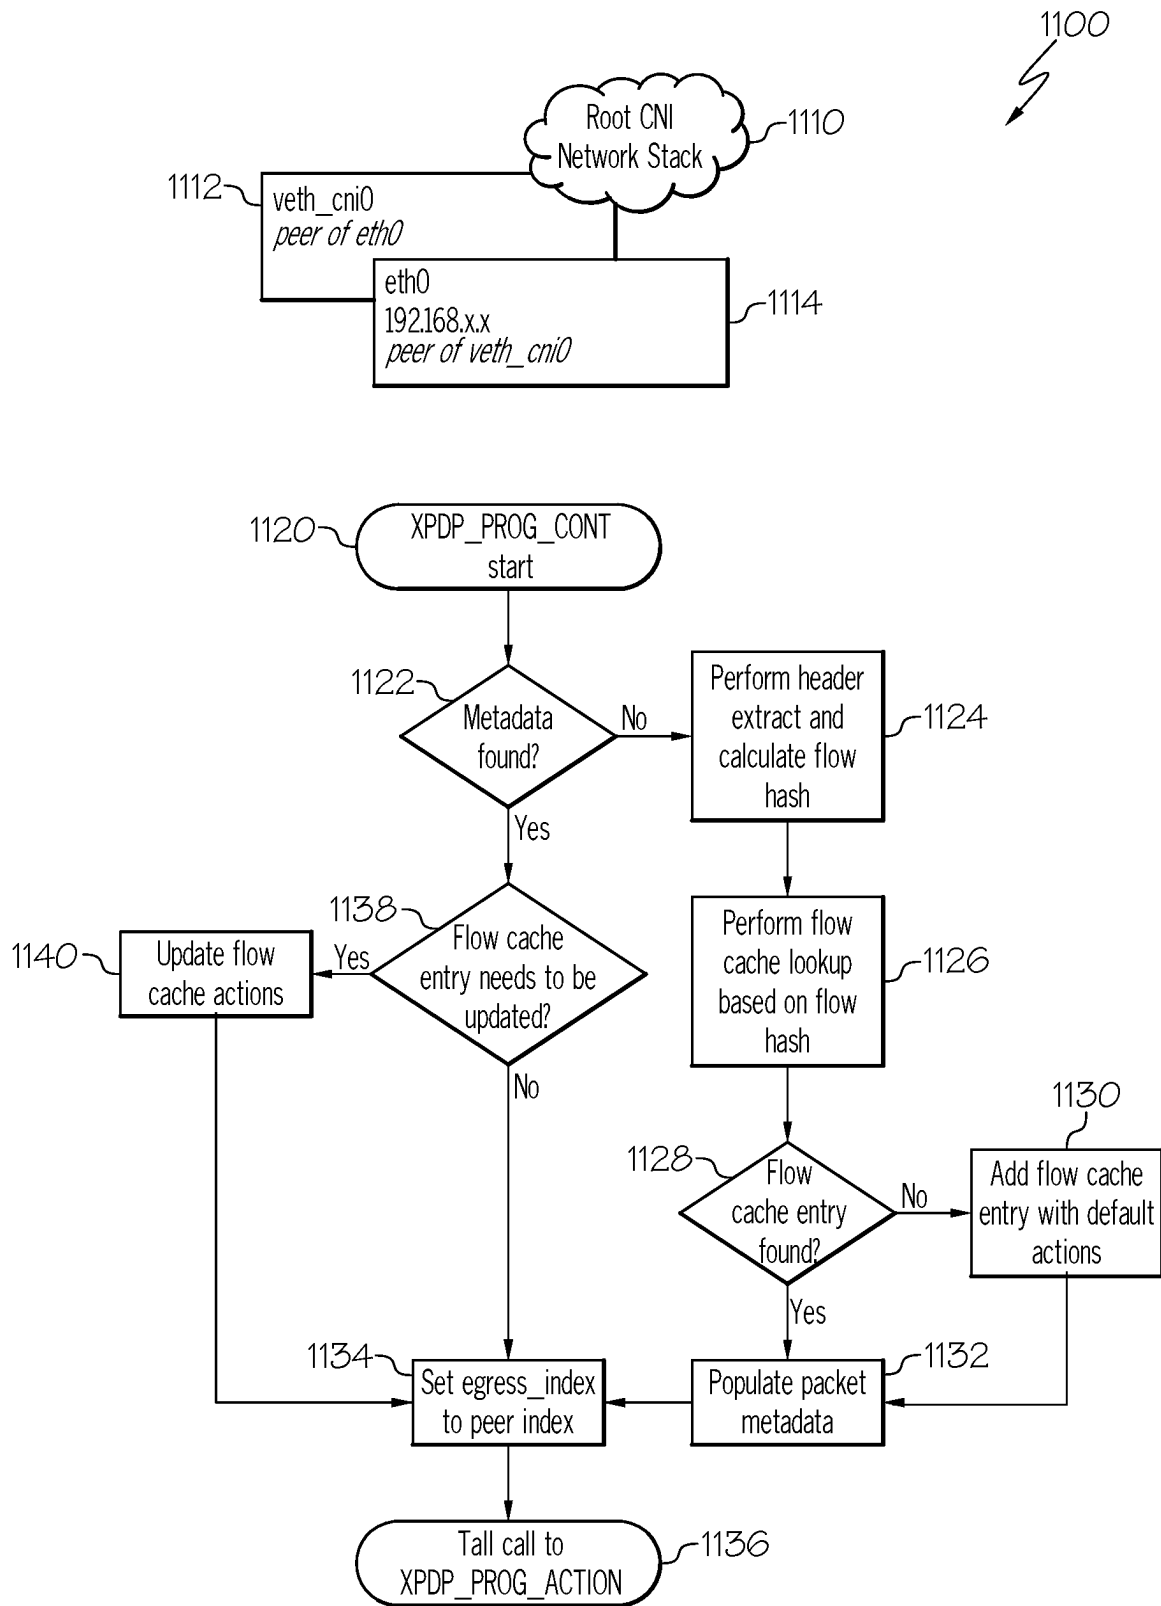 1100
Root CNI
Network Stack
1110
1112
veth_cni0
peer of eth0
eth0
192.168.x.x
peer of veth_cni0
1114
1120
XPDP_PROG_CONT
start
1122
Metadada
found?
No
Yes
Perform header
extract and
calculate flow
hash
1124
1138
Flow cache
entry needs to be
updated?
Yes
No
1140
Update flow
cache actions
Perform flow
cache lookup
based on flow
hash
1126
1128
Flow
cache entry
found?
No
Yes
1130
Add flow cache
entry with default
actions
1134
Set egress_index
to peer index
Populate packet
metadata
1132
Tall call to
XPDP_PROG_ACTION
1136